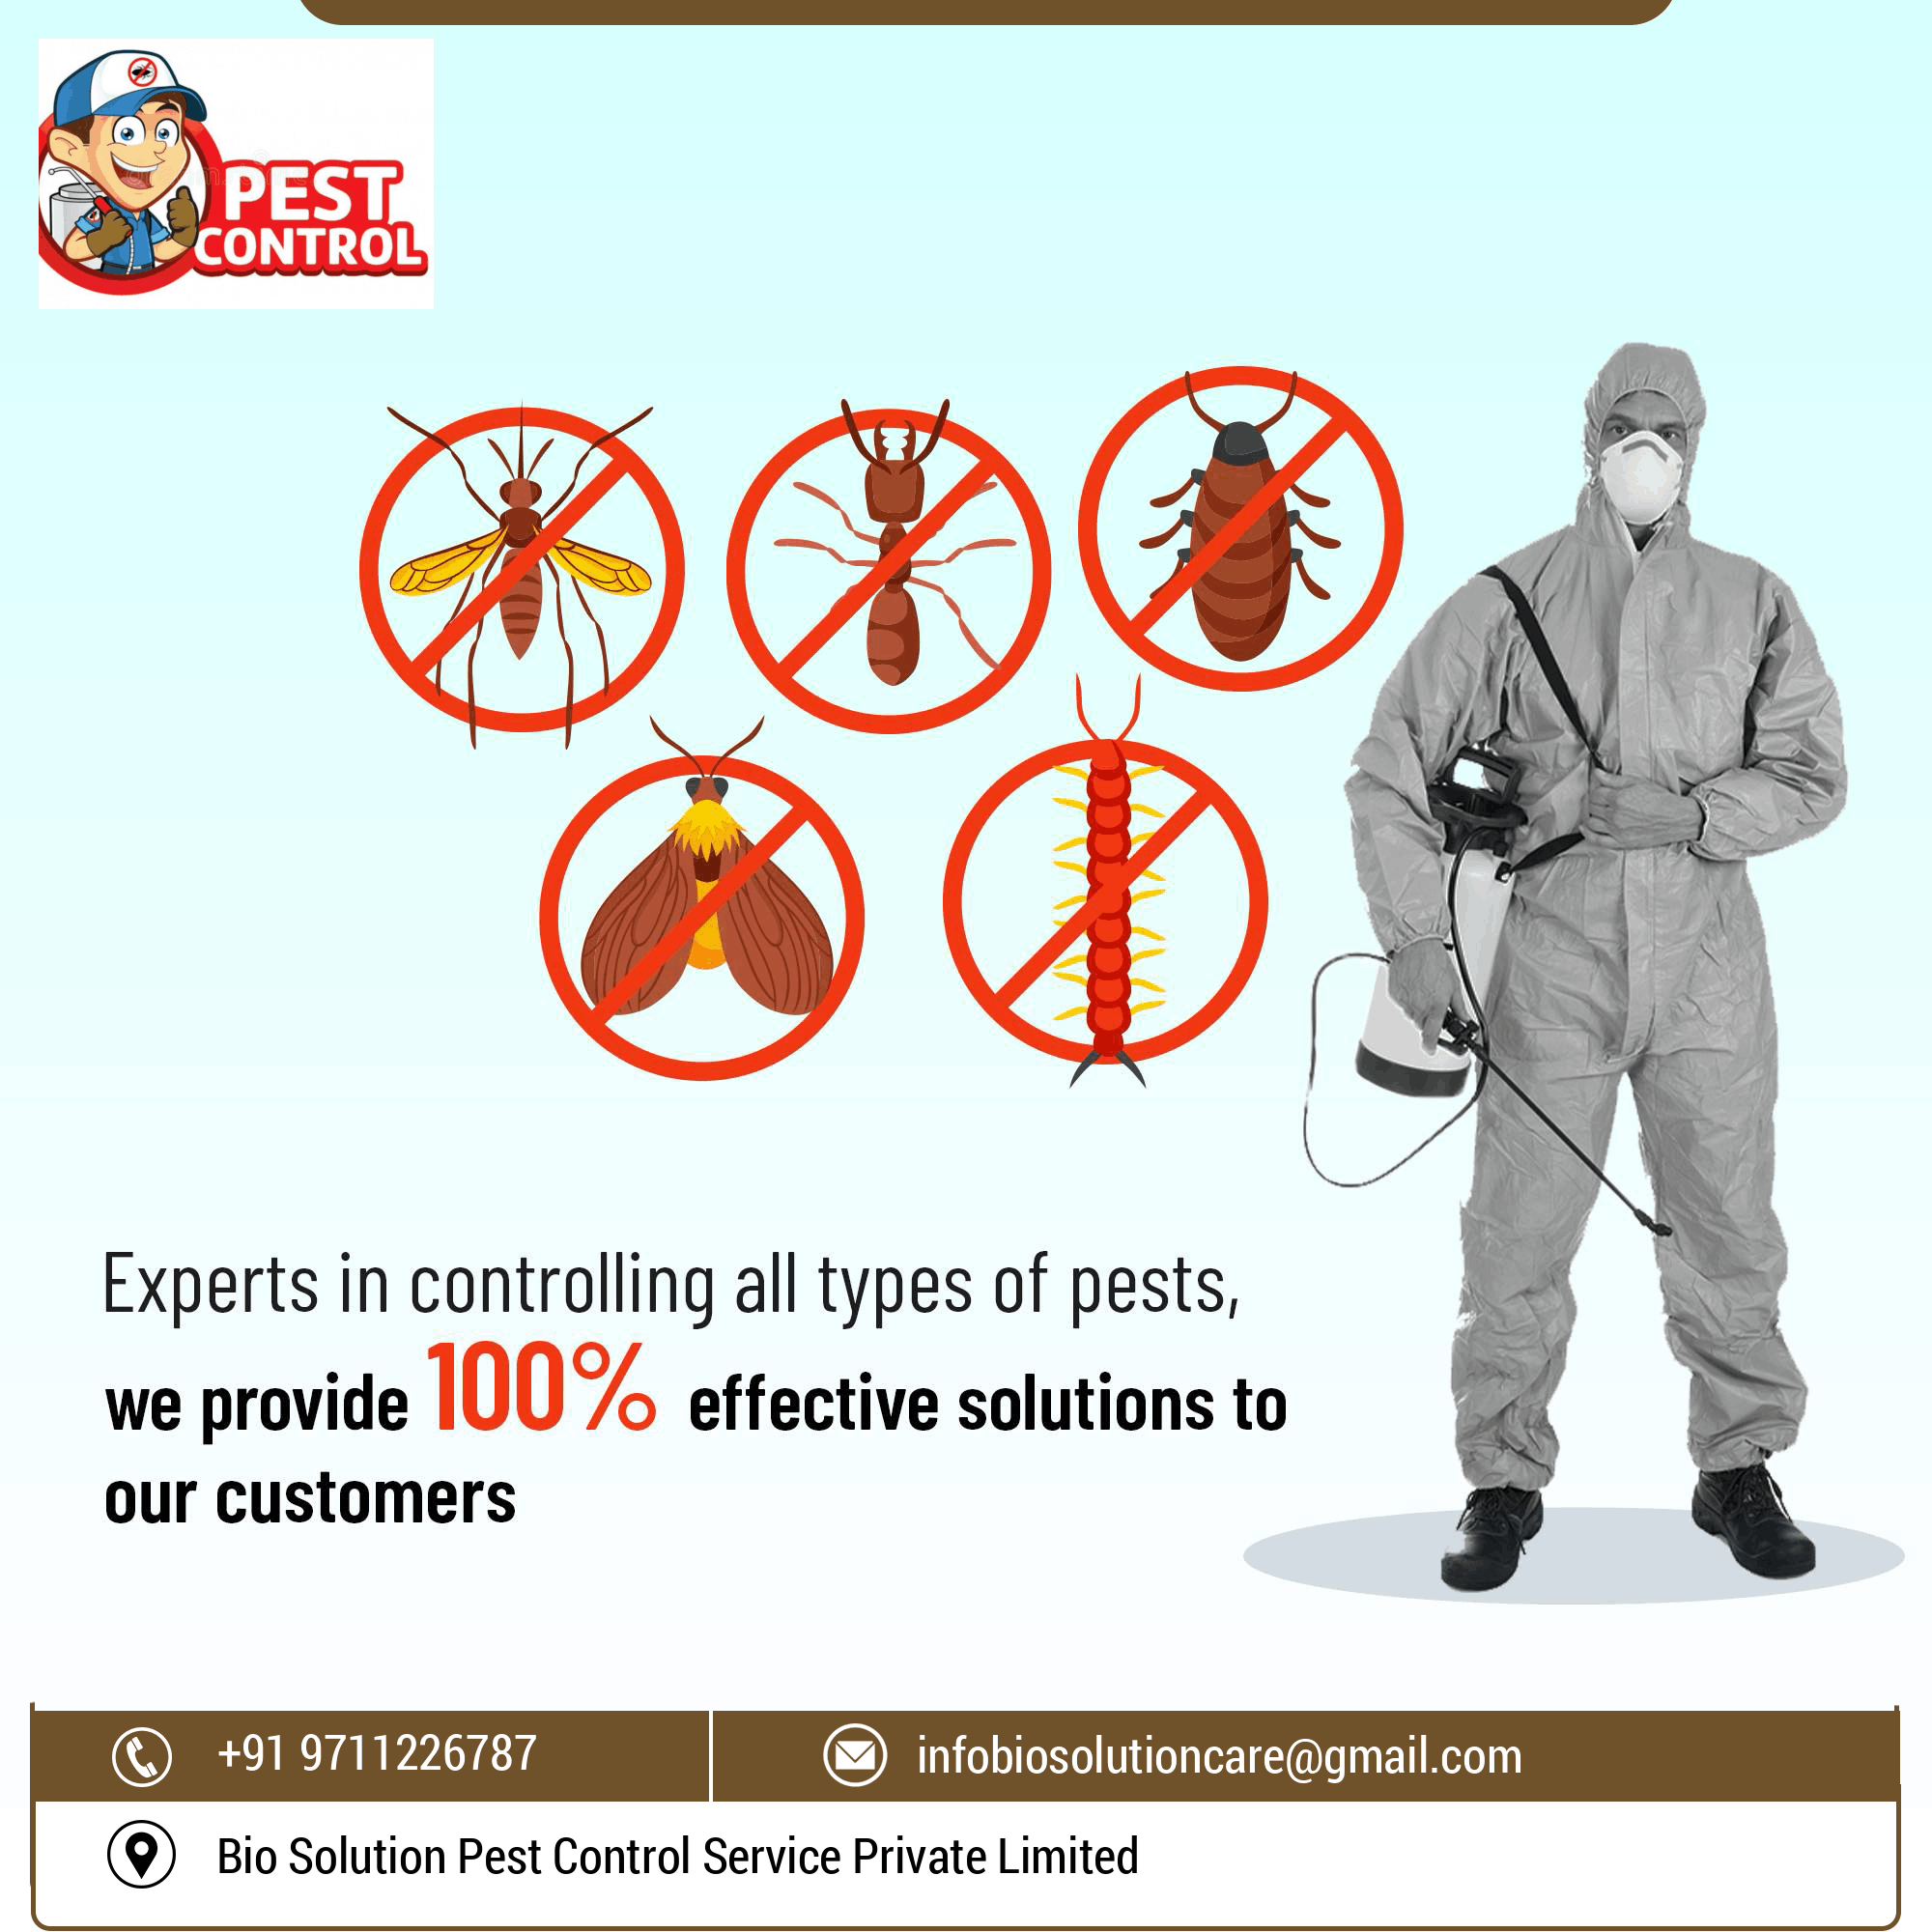 PEST
CONTROL
Experts in controlling all types of pests,
we provide 100% effective solutions to
our customers
+91 9711226787
infobiosolutioncare@gmail.com
Bio Solution Pest Control Service Private Limited